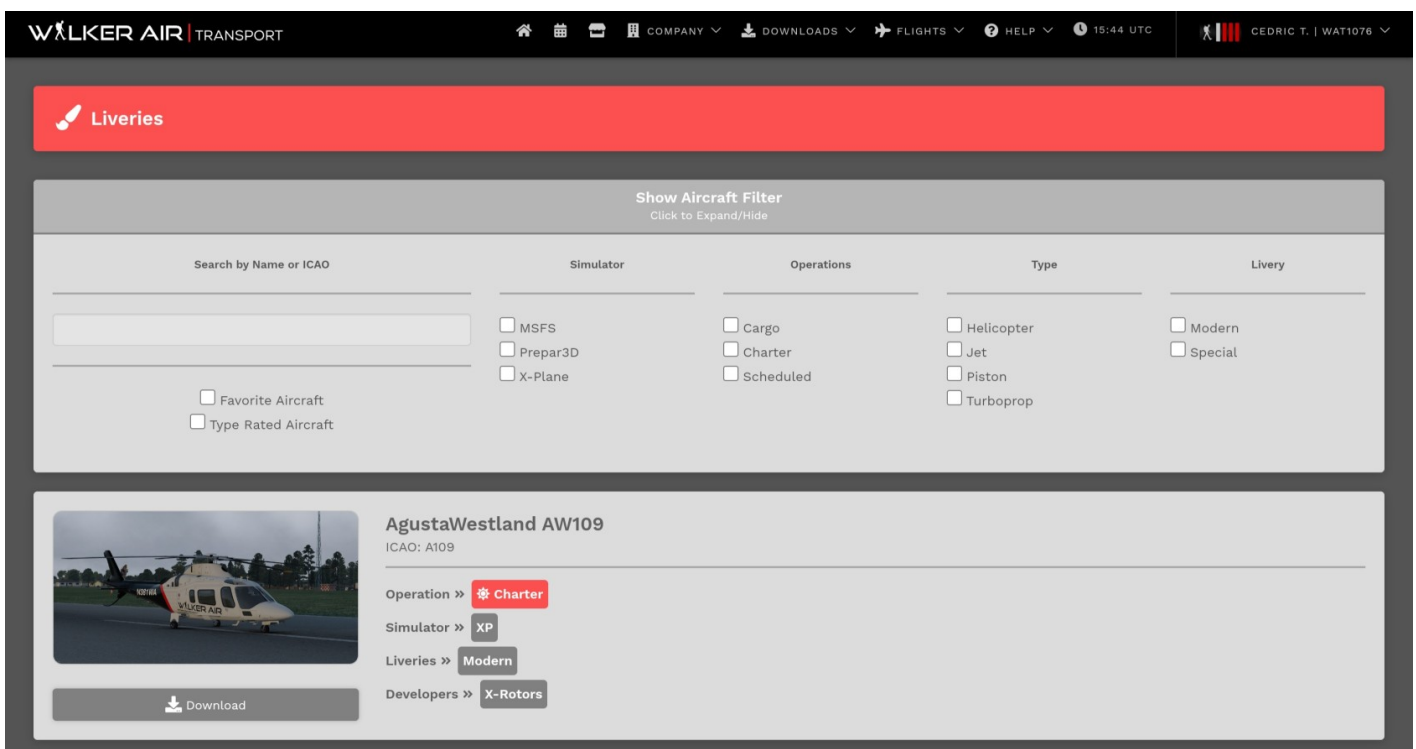 WALKER AIR TRANSPORT
COMPANY
DOWNLOADS
FLIGHTS
HELP
15:44 UTC
CEDRIC T. | WAT1076
Liveries
Show Aircraft Filter
Click to Expand/Hide
Search by Name or ICAO
Favorite Aircraft
Type Rated Aircraft
Simulator
MSFS
Prepar3D
X-Plane
Operations
Cargo
Charter
Scheduled
Type
Helicopter
Jet
Piston
Turboprop
Livery
Modern
Special
WALKER AIR
Download
AgustaWestland AW109
ICAO: A109
Operation » Charter
Simulator » XP
Liveries » Modern
Developers » X-Rotors